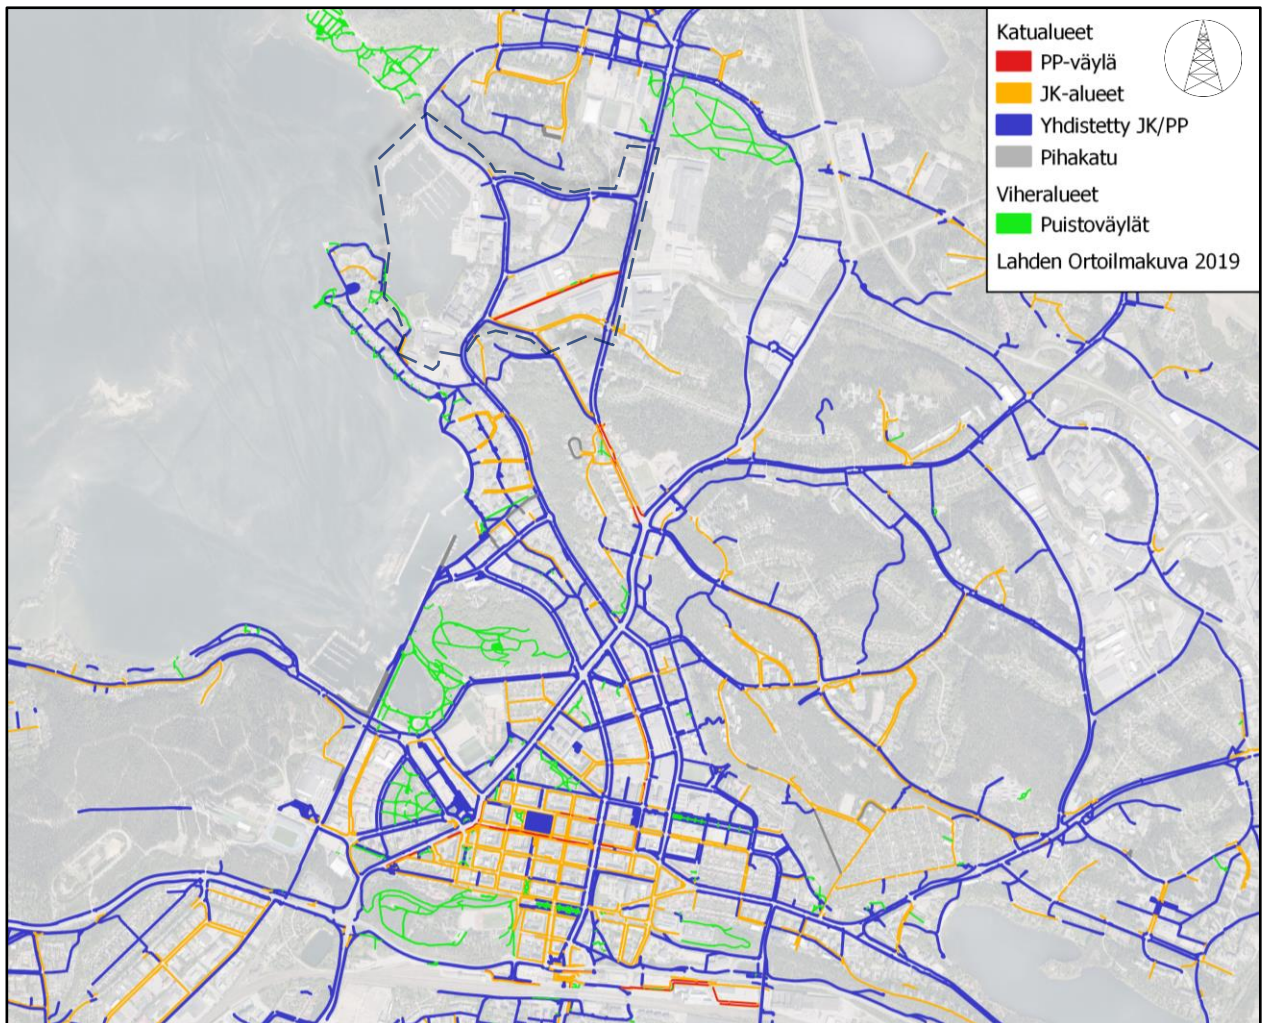 Katualueet
PP-väylä
JK-alueet
Yhdistetty JK/PP
Pihakatu
Viheralueet
Puistoväylät
Lahden Ortoilmakuva 2019